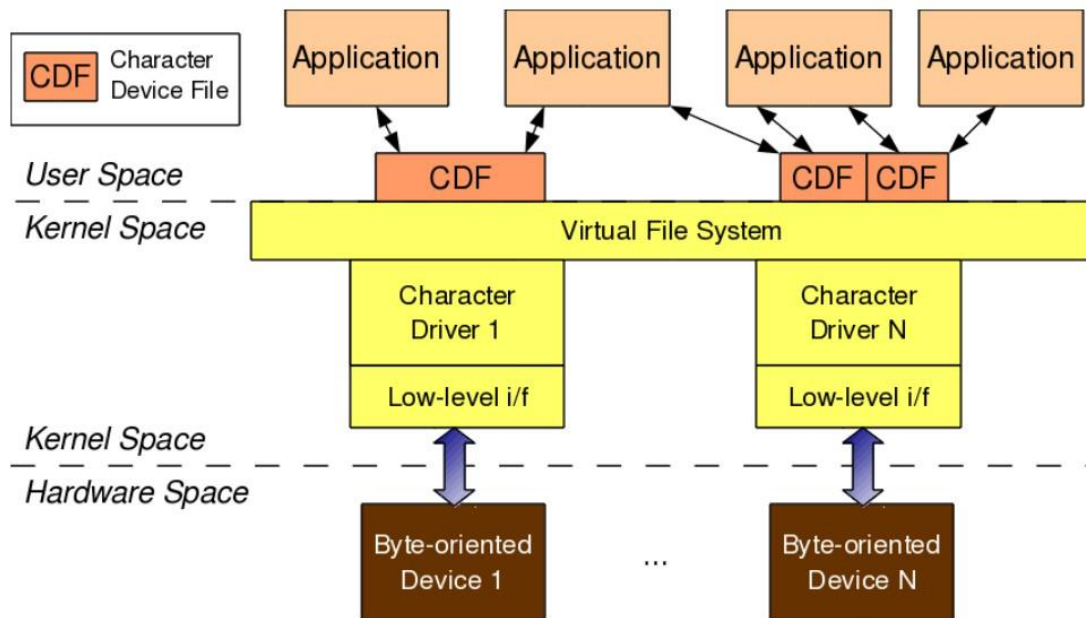 CDF
Character
Device File
Application
Application
Application
Application
User Space
CDF
CDF
CDF
Kernel Space
Virtual File System
Character
Driver 1
Character
Driver N
Low-level i/f
Low-level i/f
Kernel Space
Hardware Space
Byte-oriented
Device 1
...
Byte-oriented
Device N